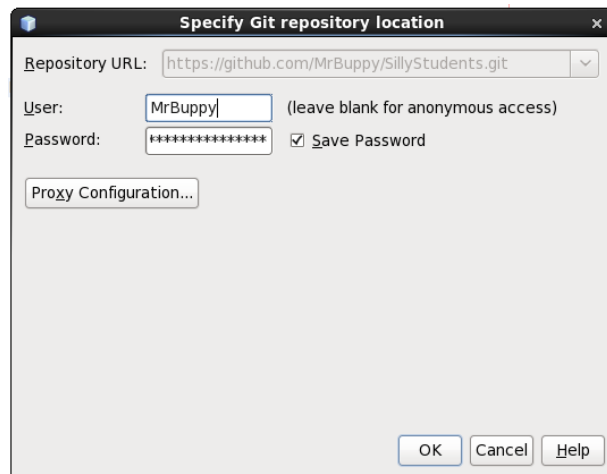 Specify Git repository location
Repository URL: https://github.com/MrBuppy/SillyStudents.git
User: MrBuppy (leave blank for anonymous access)
Password: *************** Save Password
Proxy Configuration...
OK Cancel Help